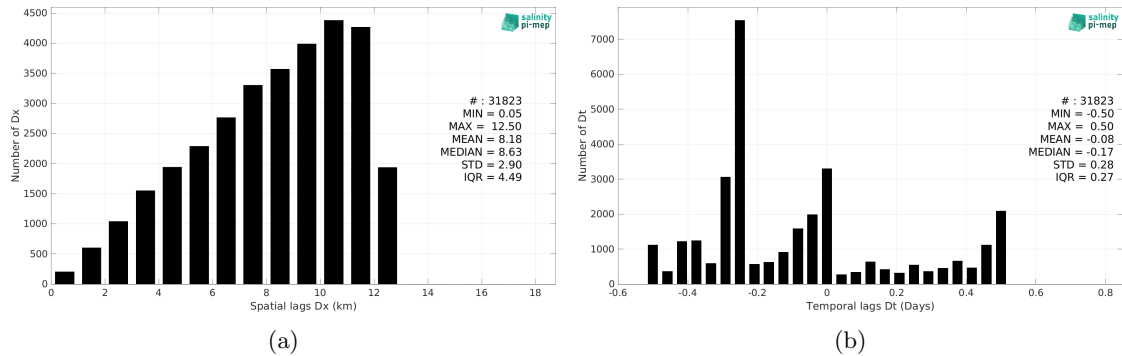 salinity
pi-mep
4500
4000
3500
3000
2500
2000
1500
1000
500
0
Number of Dx
# : 31823
MIN = 0.05
MAX = 12.50
MEAN = 8.18
MEDIAN = 8.63
STD = 2.90
IQR = 4.49
0 2 4 6 8 10 12 14 16 18
Spatial lags Dx (km)
(a)
salinity
pi-mep
7000
6000
5000
4000
3000
2000
1000
0
Number of Dt
# : 31823
MIN = -0.50
MAX = 0.50
MEAN = -0.08
MEDIAN = -0.17
STD = 0.28
IQR = 0.27
-0.6 -0.4 -0.2 0 0.2 0.4 0.6 0.8
Temporal lags Dt (Days)
(b)